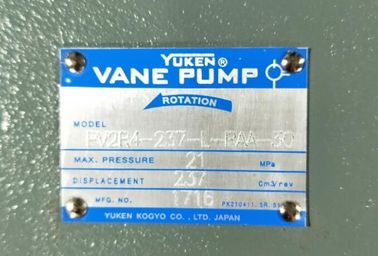 YUKEN®
VANE PUMP
ROTATION
MODEL PV2R4-237-L-RAA-30
MAX. PRESSURE 21 MPa
DISPLACEMENT 237 cm3/rev
MFG. NO. 1716
YUKEN KOGYO CO., LTD. JAPAN